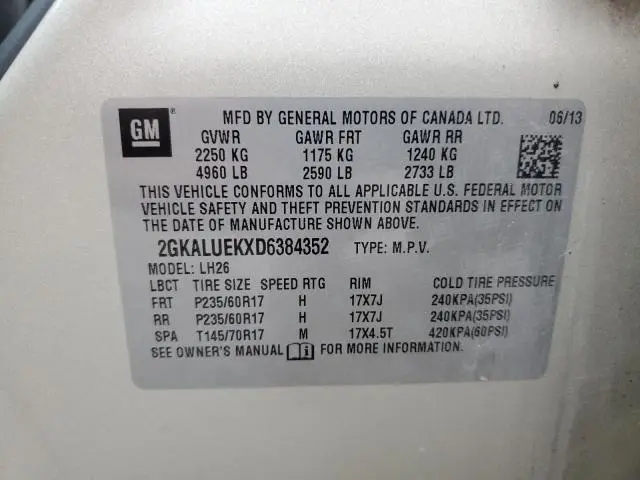 GM ®
MFD BY GENERAL MOTORS OF CANADA LTD. 06/13
GVWR GAWR FRT GAWR RR
2250 KG 1175 KG 1240 KG
4960 LB 2590 LB 2733 LB
THIS VEHICLE CONFORMS TO ALL APPLICABLE U.S. FEDERAL MOTOR
VEHICLE SAFETY AND THEFT PREVENTION STANDARDS IN EFFECT ON
THE DATE OF MANUFACTURE SHOWN ABOVE.
2GKALUEKXD6384352 TYPE: M.P.V.
MODEL: LH26
LBCT TIRE SIZE SPEED RTG RIM COLD TIRE PRESSURE
FRT P235/60R17 H 17X7J 240KPA(35PSI)
RR P235/60R17 H 17X7J 240KPA(35PSI)
SPA T145/70R17 M 17X4.5T 420KPA(60PSI)
SEE OWNER'S MANUAL FOR MORE INFORMATION.